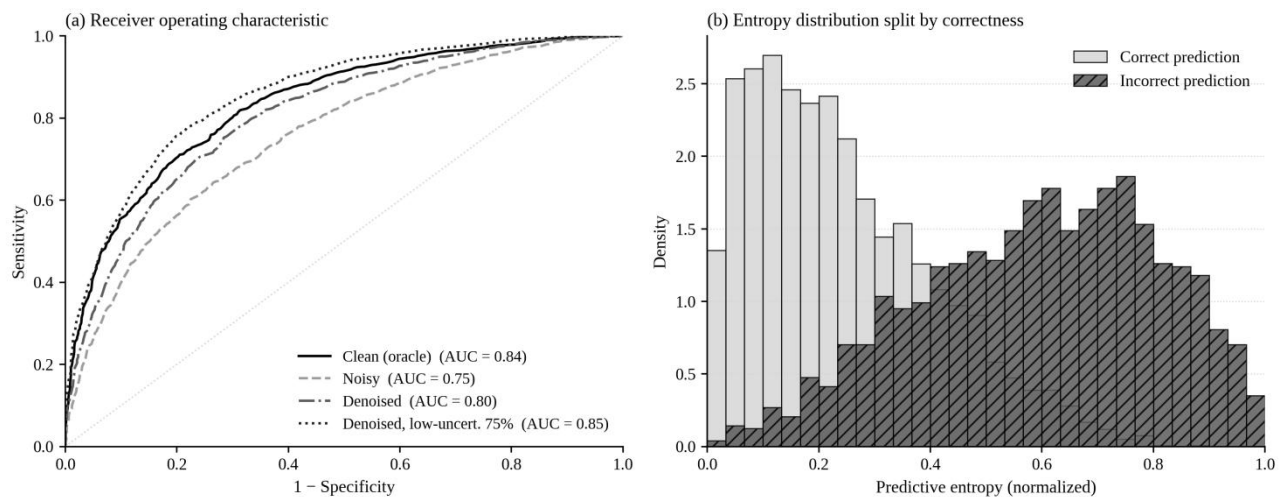 (a) Receiver operating characteristic
1.0
0.8
0.6
0.4
0.2
0.0
Sensitivity
0.0 0.2 0.4 0.6 0.8 1.0
1 − Specificity
Clean (oracle) (AUC = 0.84)
Noisy (AUC = 0.75)
Denoised (AUC = 0.80)
Denoised, low-uncert. 75% (AUC = 0.85)
(b) Entropy distribution split by correctness
2.5
2.0
1.5
1.0
0.5
0.0
Density
0.0 0.2 0.4 0.6 0.8 1.0
Predictive entropy (normalized)
Correct prediction
Incorrect prediction